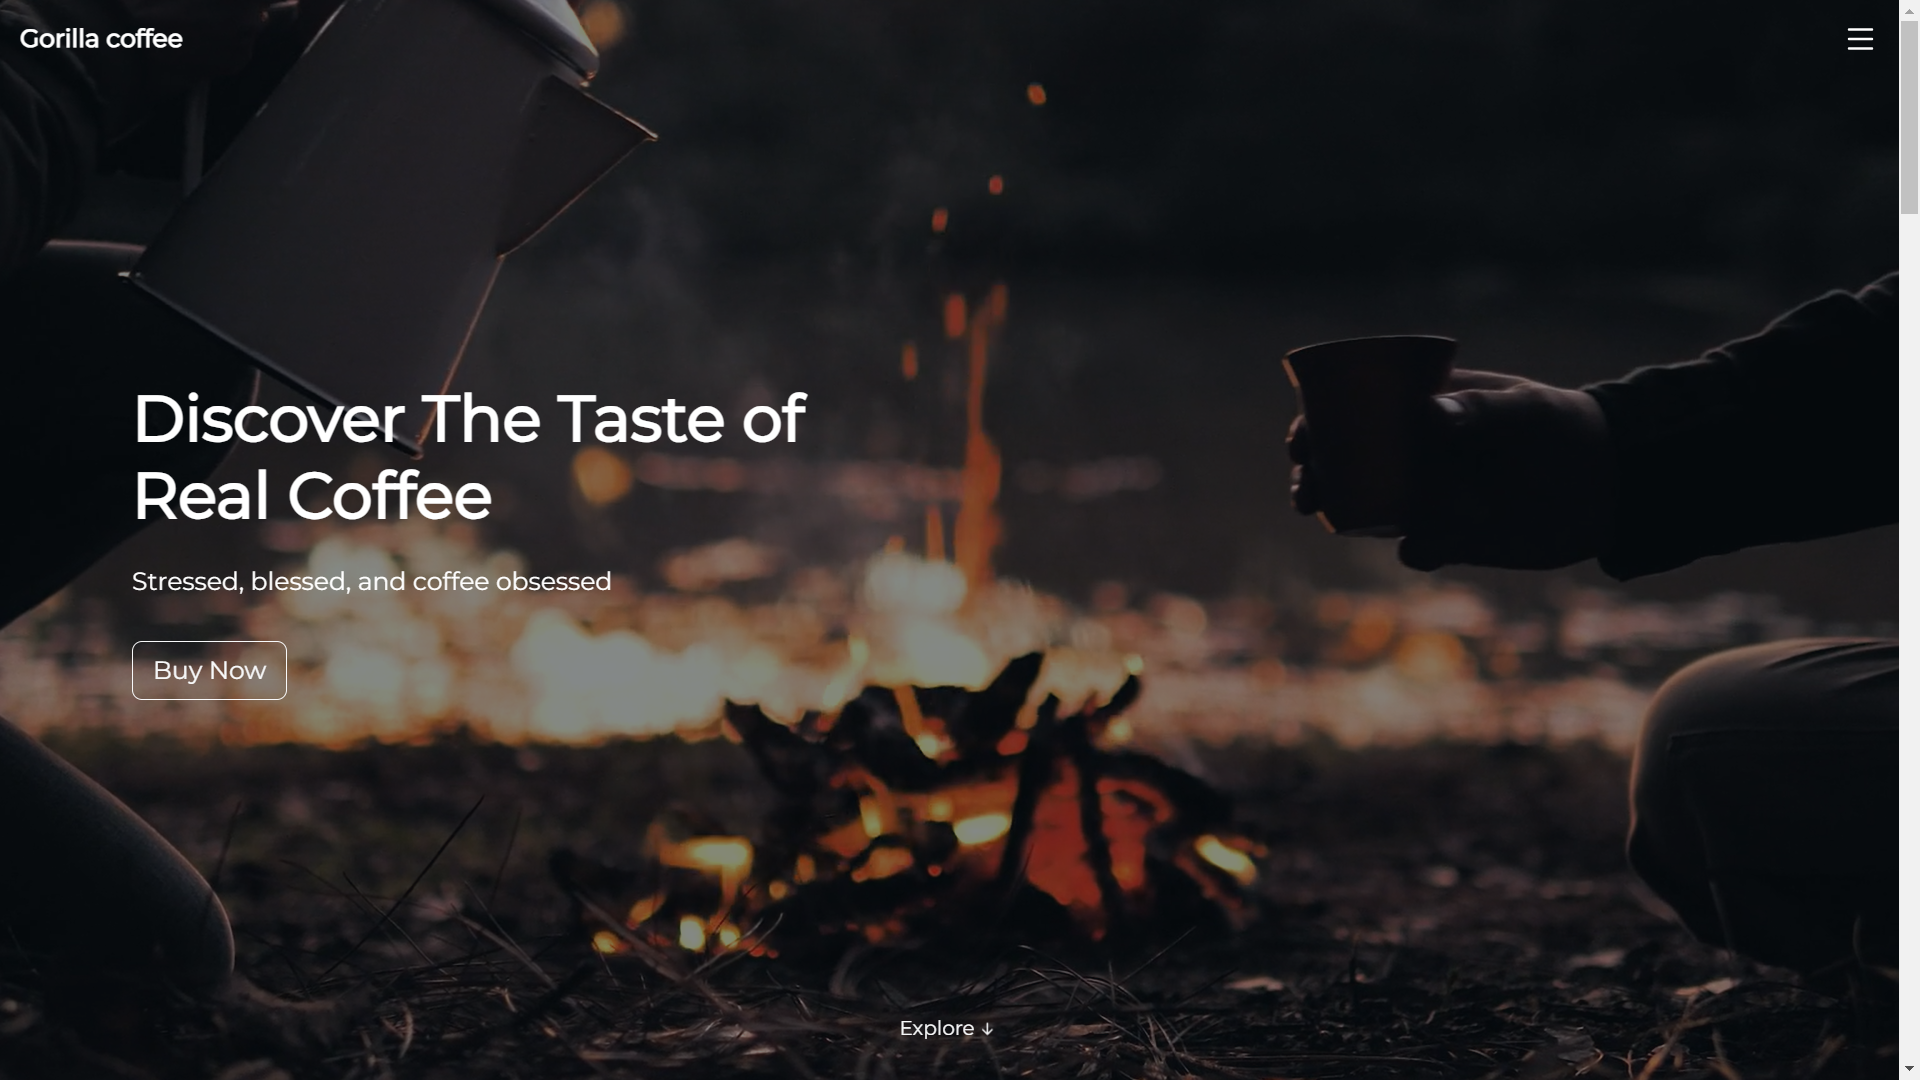 Gorilla coffee
Discover The Taste of
Real Coffee
Stressed, blessed, and coffee obsessed
Buy Now
Explore ↓